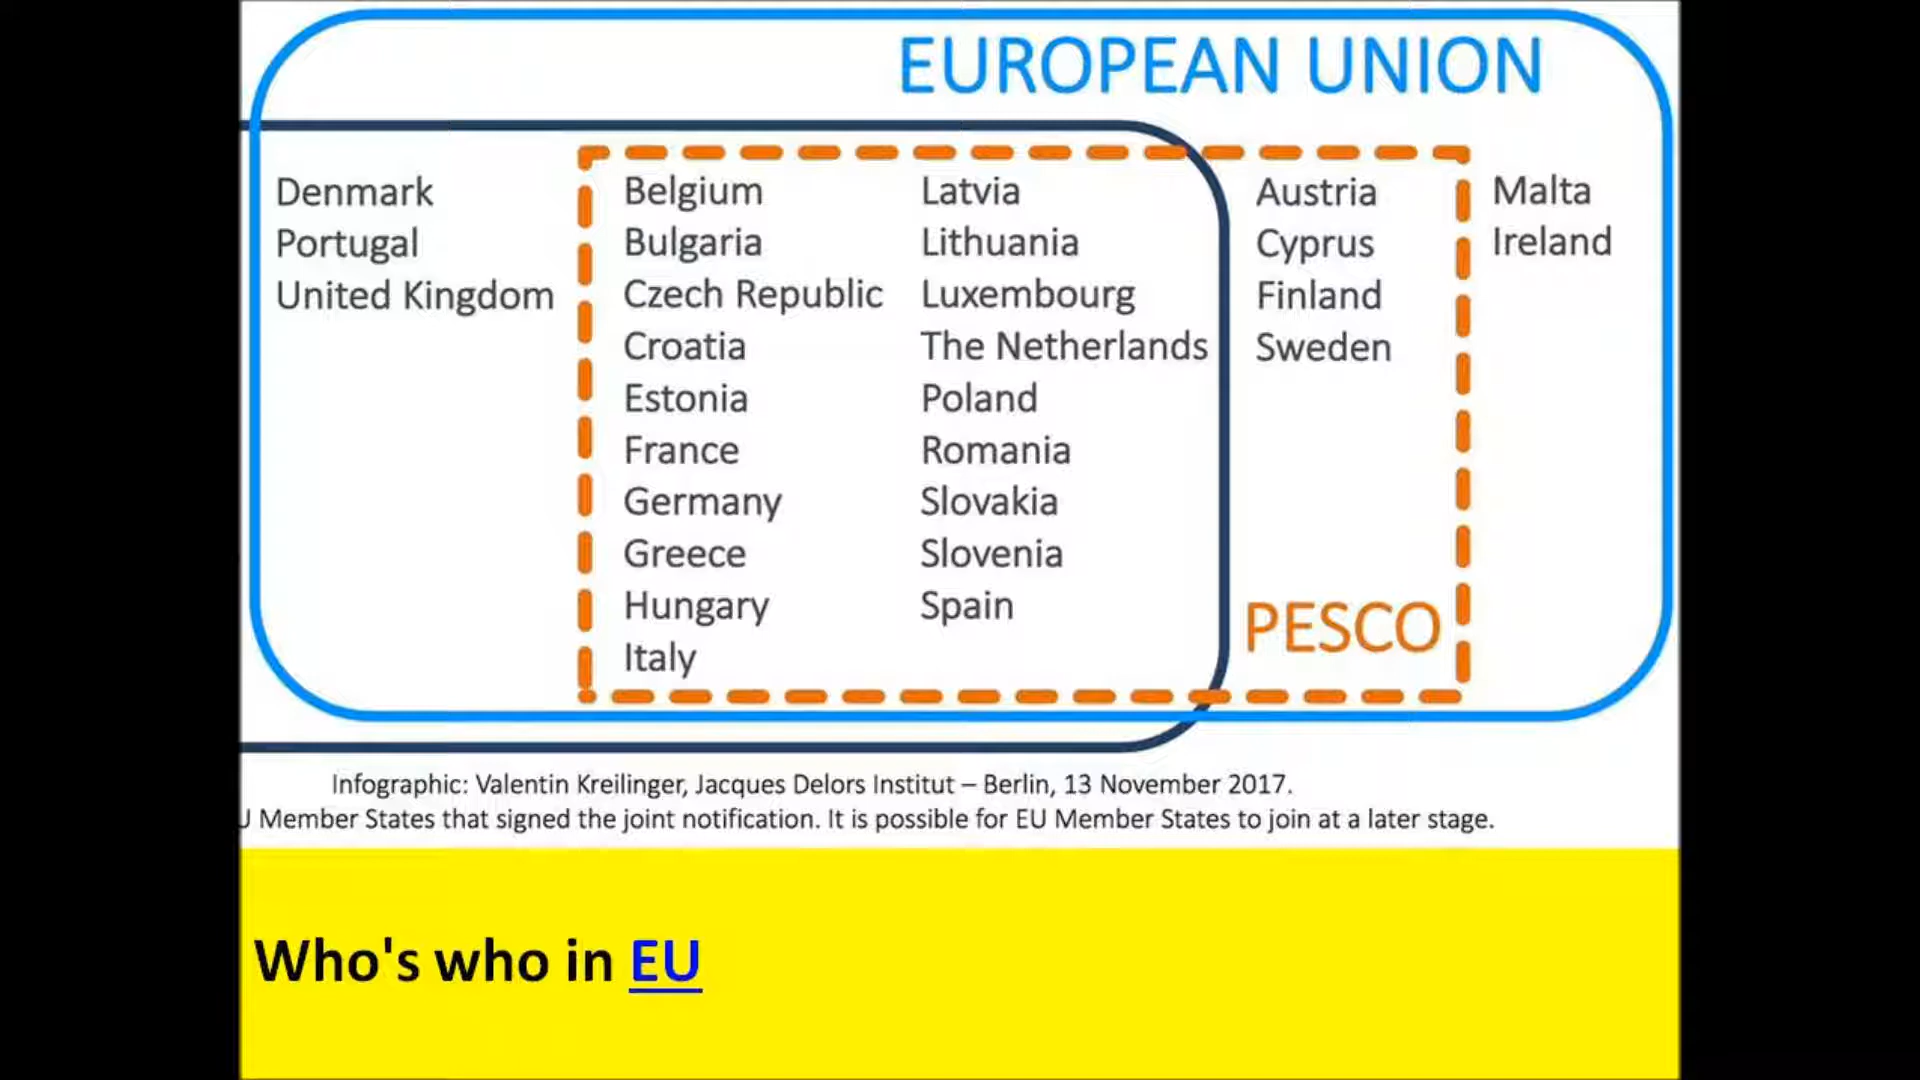 EUROPEAN UNION
Denmark
Portugal
United Kingdom
Belgium
Bulgaria
Czech Republic
Croatia
Estonia
France
Germany
Greece
Hungary
Italy
Latvia
Lithuania
Luxembourg
The Netherlands
Poland
Romania
Slovakia
Slovenia
Spain
Austria
Cyprus
Finland
Sweden
PESCO
Malta
Ireland
Infographic: Valentin Kreilinger, Jacques Delors Institut – Berlin, 13 November 2017.
Member States that signed the joint notification. It is possible for EU Member States to join at a later stage.
Who's who in EU